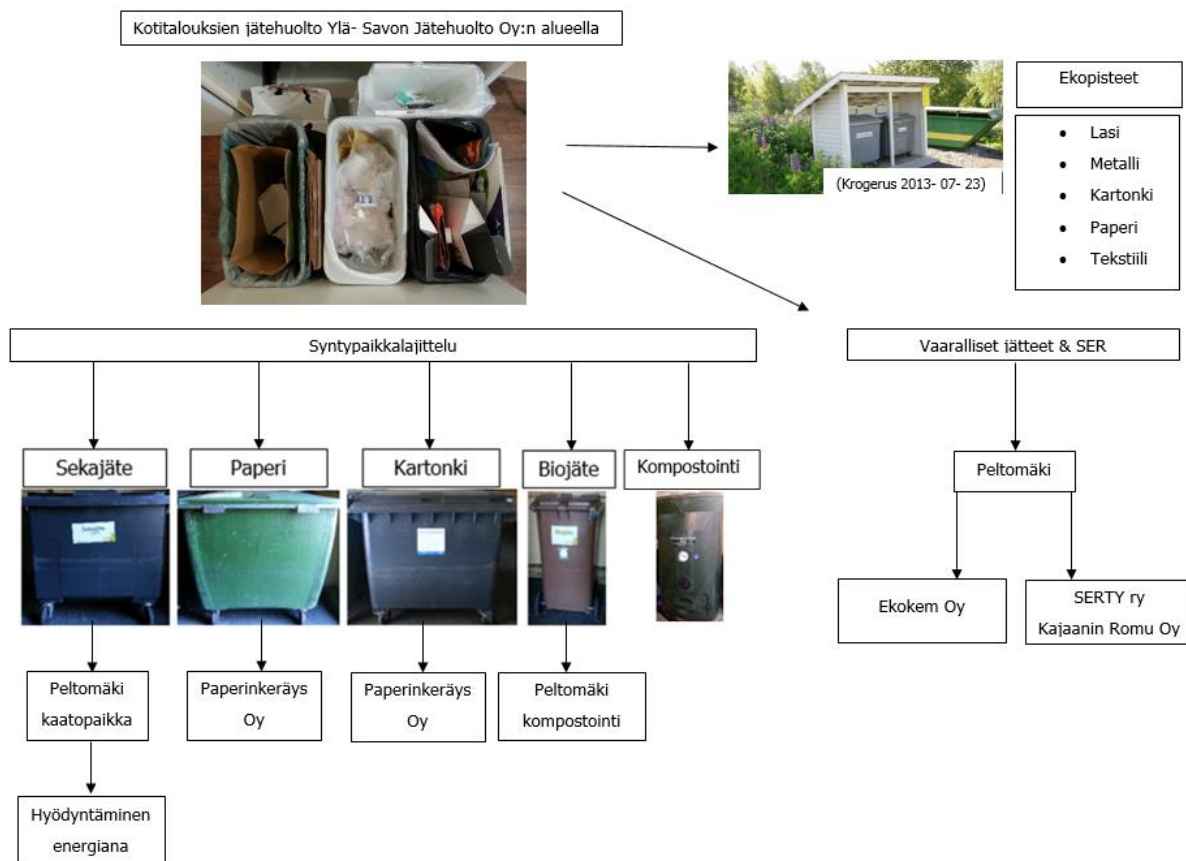 Kotitalouksien jätehuolto Ylä- Savon Jätehuolto Oy:n alueella
(Krogerus 2013- 07- 23)
Ekopisteet
• Lasi
• Metalli
• Kartonki
• Paperi
• Tekstiili
Syntypaikkalajittelu
Vaaralliset jätteet & SER
Sekajäte
Paperi
Kartonki
Biojäte
Kompostointi
Peltomäki
Ekokem Oy
SERTY ry
Kajaanin Romu Oy
Peltomäki
kaatopaikka
Paperinkeräys
Oy
Paperinkeräys
Oy
Peltomäki
kompostointi
Hyödyntäminen
energiana